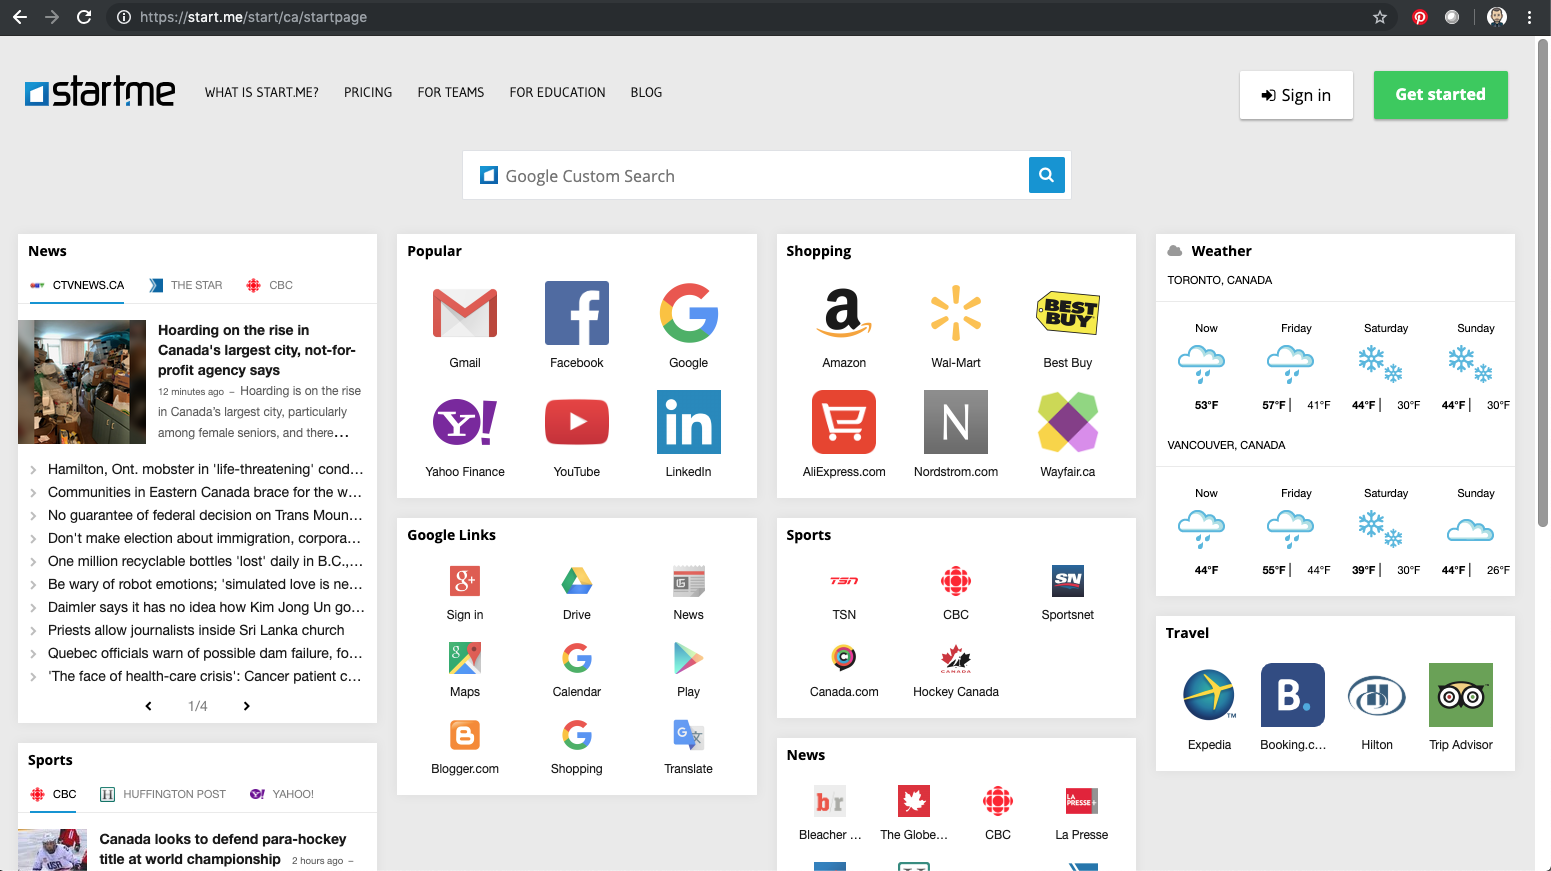 https://start.me/start/ca/startpage
start.me
WHAT IS START.ME?
PRICING
FOR TEAMS
FOR EDUCATION
BLOG
Sign in
Get started
Google Custom Search
News
CTVNEWS.CA
THE STAR
CBC
Hoarding on the rise in
Canada's largest city, not-for-
profit agency says
12 minutes ago – Hoarding is on the rise
in Canada's largest city, particularly
among female seniors, and there…
Hamilton, Ont. mobster in 'life-threatening' cond…
Communities in Eastern Canada brace for the w…
No guarantee of federal decision on Trans Moun…
Don't make election about immigration, corpora…
One million recyclable bottles 'lost' daily in B.C.,…
Be wary of robot emotions; 'simulated love is ne…
Daimler says it has no idea how Kim Jong Un go…
Priests allow journalists inside Sri Lanka church
Quebec officials warn of possible dam failure, fo…
'The face of health-care crisis': Cancer patient c…
1/4
Sports
CBC
HUFFINGTON POST
YAHOO!
Canada looks to defend para-hockey
title at world championship 2 hours ago –
USA
Popular
Gmail
Facebook
Google
Yahoo Finance
YouTube
LinkedIn
Google Links
Sign in
Drive
News
Maps
Calendar
Play
Blogger.com
Shopping
Translate
Shopping
BEST
BUY
Amazon
Wal-Mart
Best Buy
AliExpress.com
Nordstrom.com
Wayfair.ca
Sports
TSN
SN
TSN
CBC
Sportsnet
CANADA
Canada.com
Hockey Canada
News
br
LA
PRESSE+
Bleacher …
The Globe…
CBC
La Presse
Weather
TORONTO, CANADA
Now
Friday
Saturday
Sunday
53°F
57°F | 41°F
44°F | 30°F
44°F | 30°F
VANCOUVER, CANADA
Now
Friday
Saturday
Sunday
44°F
55°F | 44°F
39°F | 30°F
44°F | 26°F
Travel
B.
H
Expedia
Booking.c…
Hilton
Trip Advisor